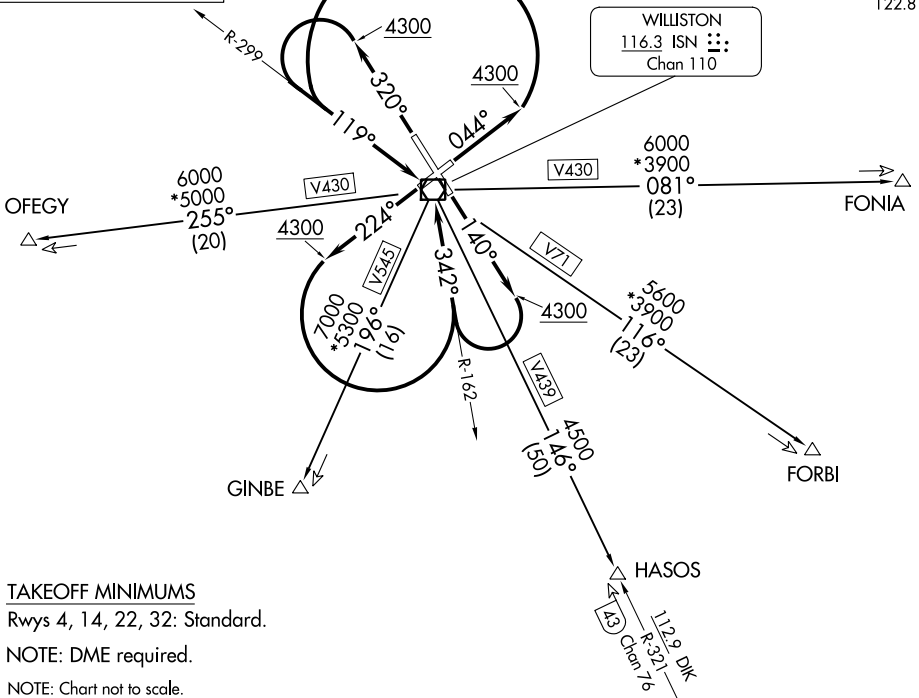 122.8
4300
R-299
WILLISTON
116.3 ISN
Chan 110
4300
320°
044°
119°
6000
*3900
V430
081°
(23)
FONIA
6000
*5000
V430
255°
(20)
OFEGY
224°
4300
V545
342°
140°
4300
V71
5600
*3900
116°
(23)
FORBI
7000
*5300
196°
(16)
R-162
V439
4500
146°
(50)
GINBE
HASOS
43
Chan 76
R-321
112.9 DIK
TAKEOFF MINIMUMS
Rwys 4, 14, 22, 32: Standard.
NOTE: DME required.
NOTE: Chart not to scale.